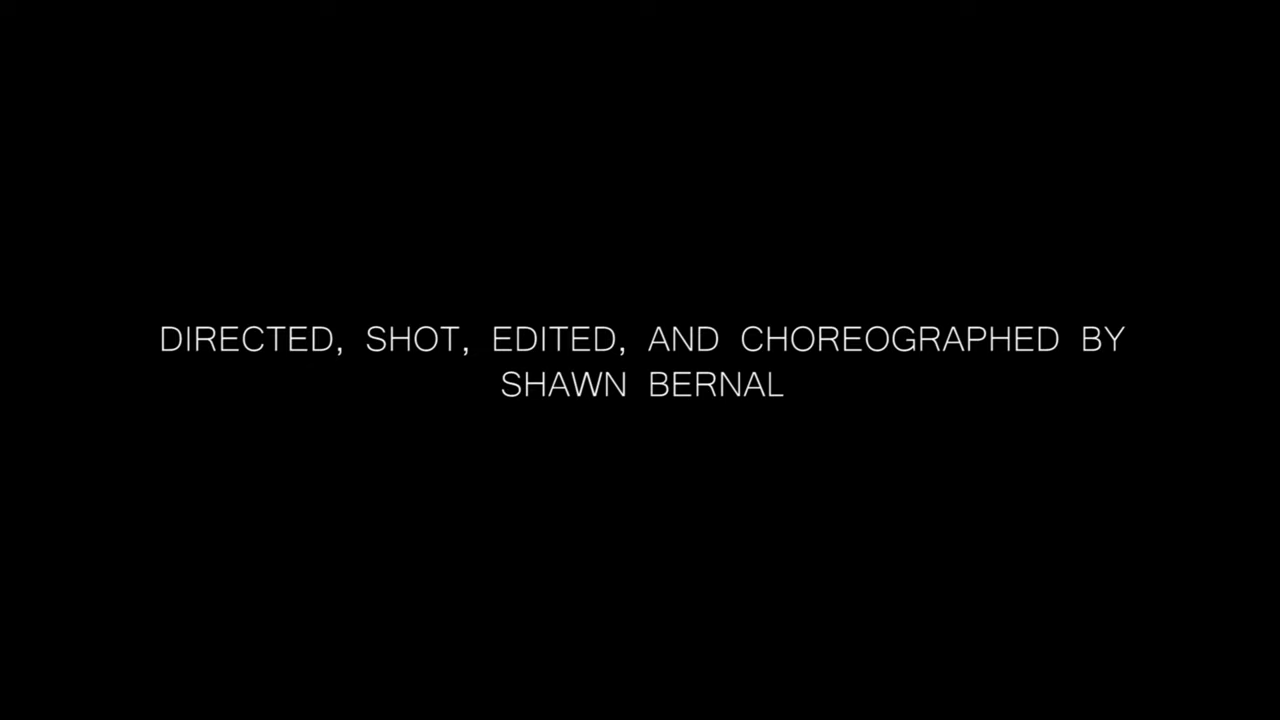 DIRECTED, SHOT, EDITED, AND CHOREOGRAPHED BY
SHAWN BERNAL